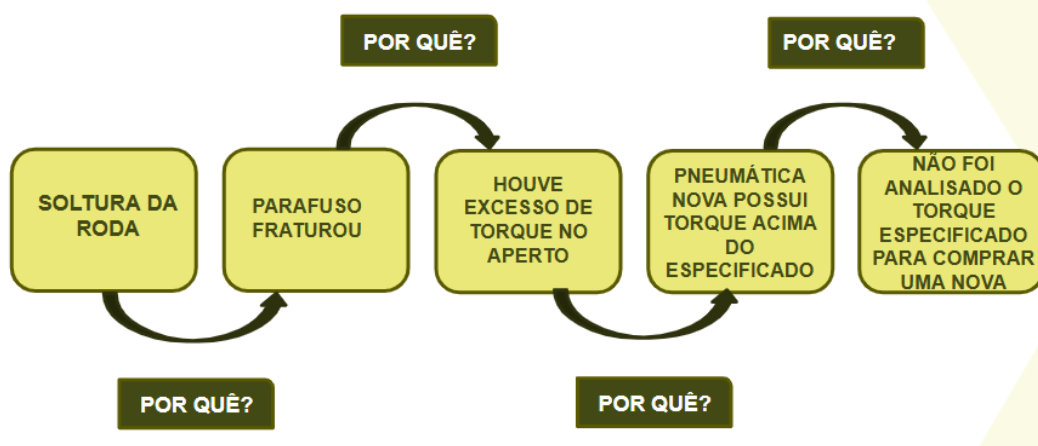 POR QUÊ?
POR QUÊ?
SOLTURA DA
RODA
PARAFUSO
FRATUROU
HOUVE
EXCESSO DE
TORQUE NO
APERTO
PNEUMÁTICA
NOVA POSSUI
TORQUE ACIMA
DO
ESPECIFICADO
NÃO FOI
ANALISADO O
TORQUE
ESPECIFICADO
PARA COMPRAR
UMA NOVA
POR QUÊ?
POR QUÊ?